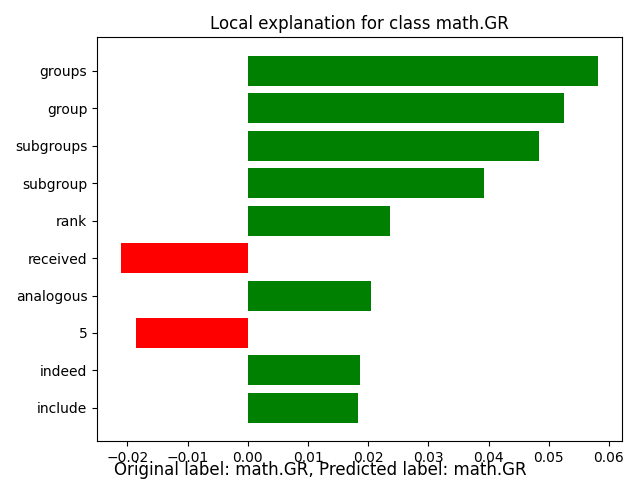 Local explanation for class math.GR
groups
group
subgroups
subgroup
rank
received
analogous
5
indeed
include
−0.02 −0.01 0.00 0.01 0.02 0.03 0.04 0.05 0.06
Original label: math.GR, Predicted label: math.GR